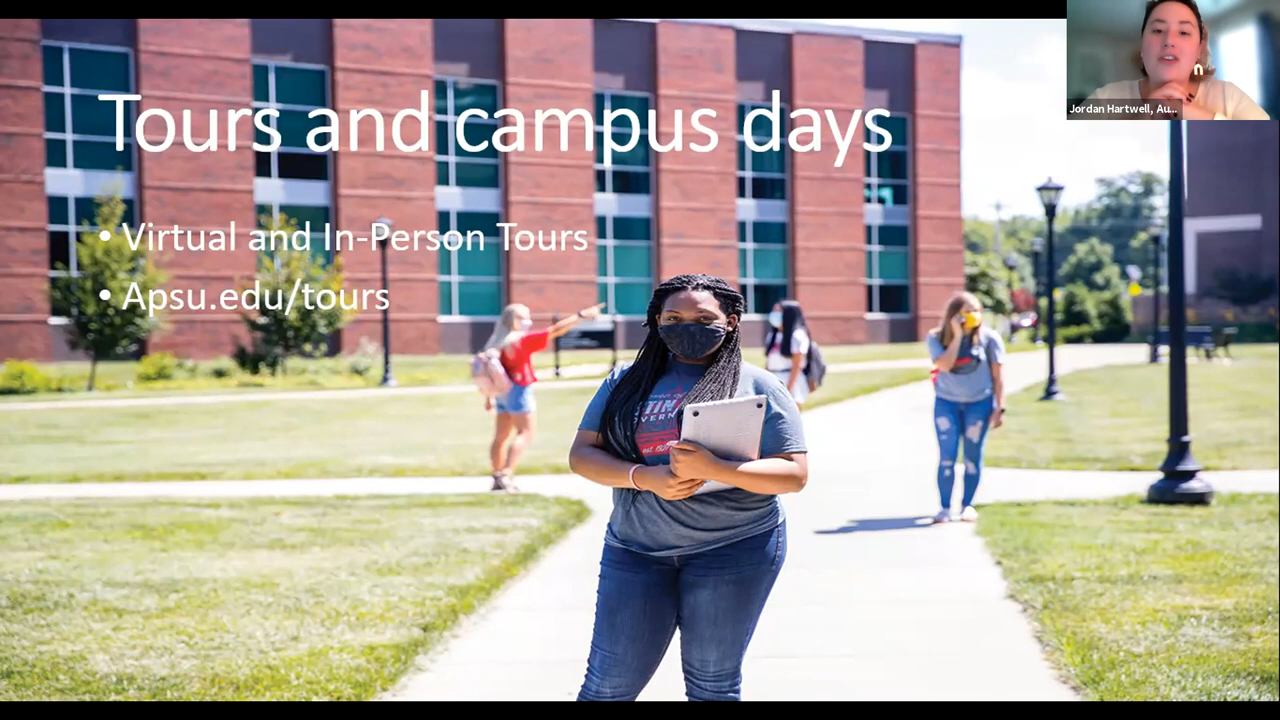 Tours and campus days
• Virtual and In-Person Tours
• Apsu.edu/tours
Jordan Hartwell, Au...